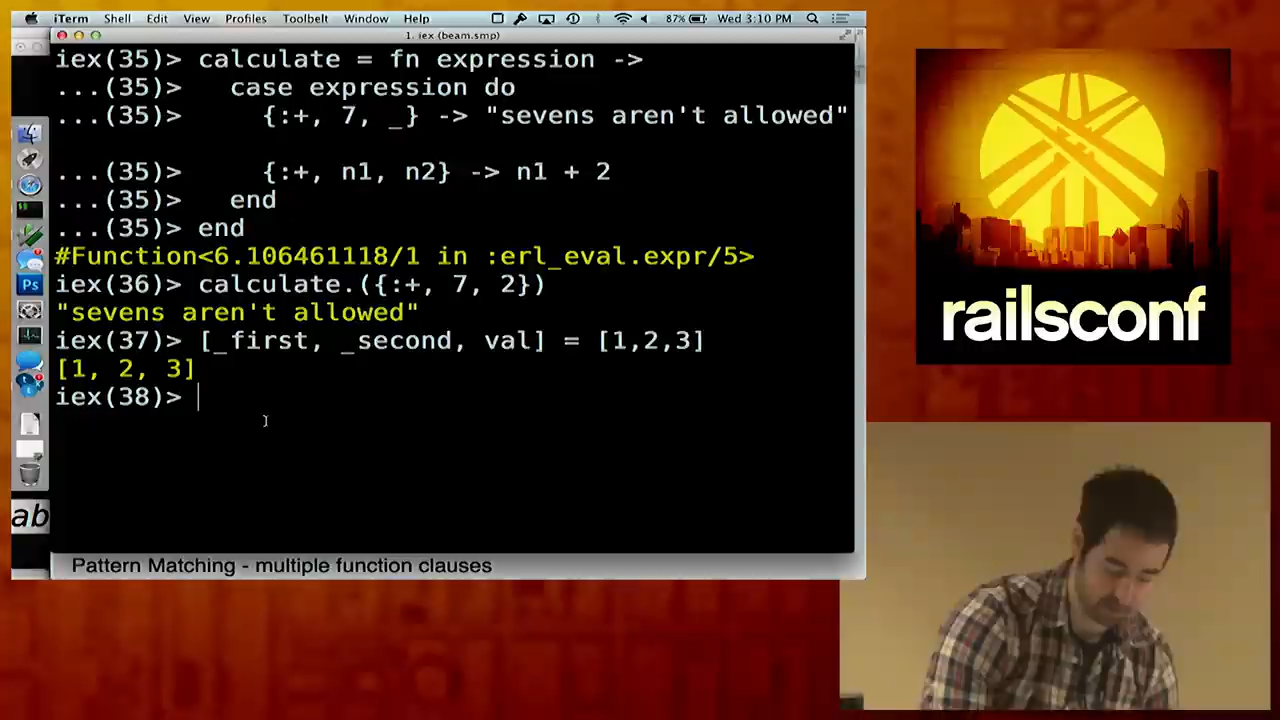 iTerm Shell Edit View Profiles Toolbelt Window Help 87% Wed 3:10 PM
1. iex (beam.smp)
iex(35)> calculate = fn expression ->
...(35)>   case expression do
...(35)>     {:+, 7, _} -> "sevens aren't allowed"
...(35)>     {:+, n1, n2} -> n1 + 2
...(35)>   end
...(35)> end
#Function<6.106461118/1 in :erl_eval.expr/5>
iex(36)> calculate.({:+, 7, 2})
"sevens aren't allowed"
iex(37)> [_first, _second, val] = [1,2,3]
[1, 2, 3]
iex(38)>
Ps
ab
Pattern Matching - multiple function clauses
railsconf